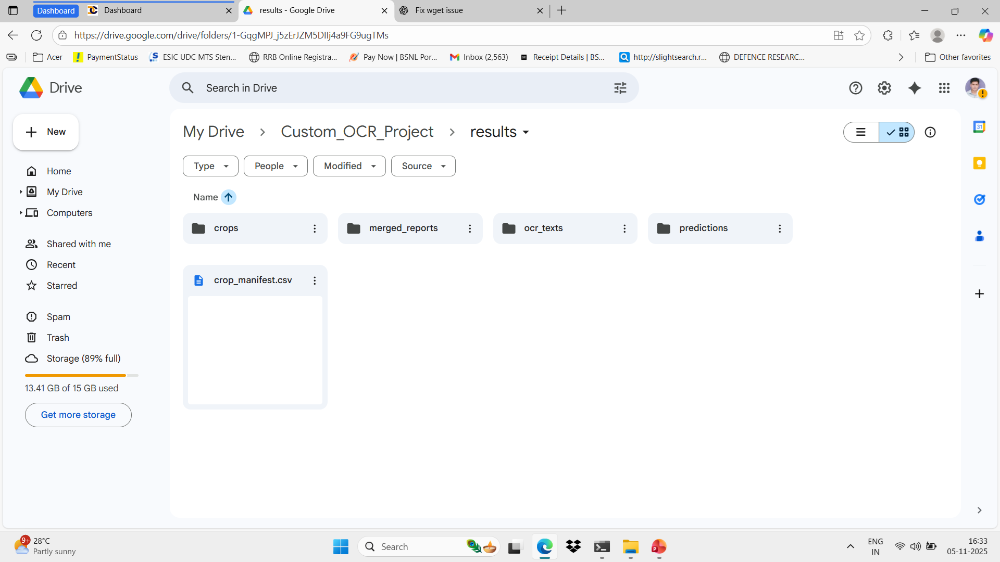 Dashboard
Dashboard
results - Google Drive
Fix wget issue
https://drive.google.com/drive/folders/1-GqgMPJ_j5zErJZM5DIlj4a9FG9ugTMs
Acer
PaymentStatus
ESIC UDC MTS Sten...
RRB Online Registra...
Pay Now | BSNL Por...
Inbox (2,563)
Receipt Details | BS...
http://slightsearch.r...
DEFENCE RESEARC...
Other favorites
Drive
Search in Drive
New
My Drive
Custom_OCR_Project
results
Type
People
Modified
Source
Name
crops
merged_reports
ocr_texts
predictions
crop_manifest.csv
Home
My Drive
Computers
Shared with me
Recent
Starred
Spam
Trash
Storage (89% full)
13.41 GB of 15 GB used
Get more storage
31
9+
28°C
Partly sunny
Search
ENG
IN
16:33
05-11-2025